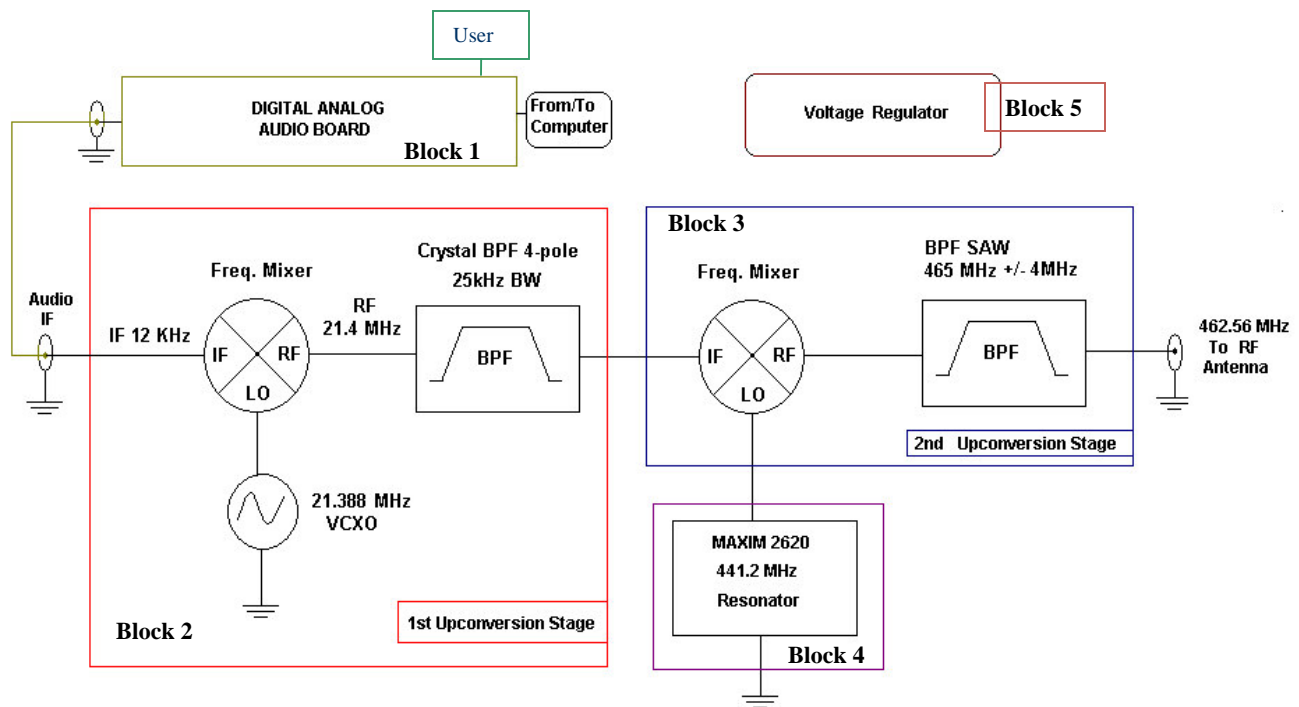 User
DIGITAL ANALOG
AUDIO BOARD
Block 1
From/To
Computer
Voltage Regulator
Block 5
Audio
IF
IF 12 KHz
Freq. Mixer
IF
RF
LO
RF
21.4 MHz
Crystal BPF 4-pole
25kHz BW
BPF
21.388 MHz
VCXO
Block 2
1st Upconversion Stage
Block 3
Freq. Mixer
IF
RF
LO
BPF SAW
465 MHz +/- 4MHz
BPF
2nd Upconversion Stage
462.56 MHz
To RF
Antenna
MAXIM 2620
441.2 MHz
Resonator
Block 4